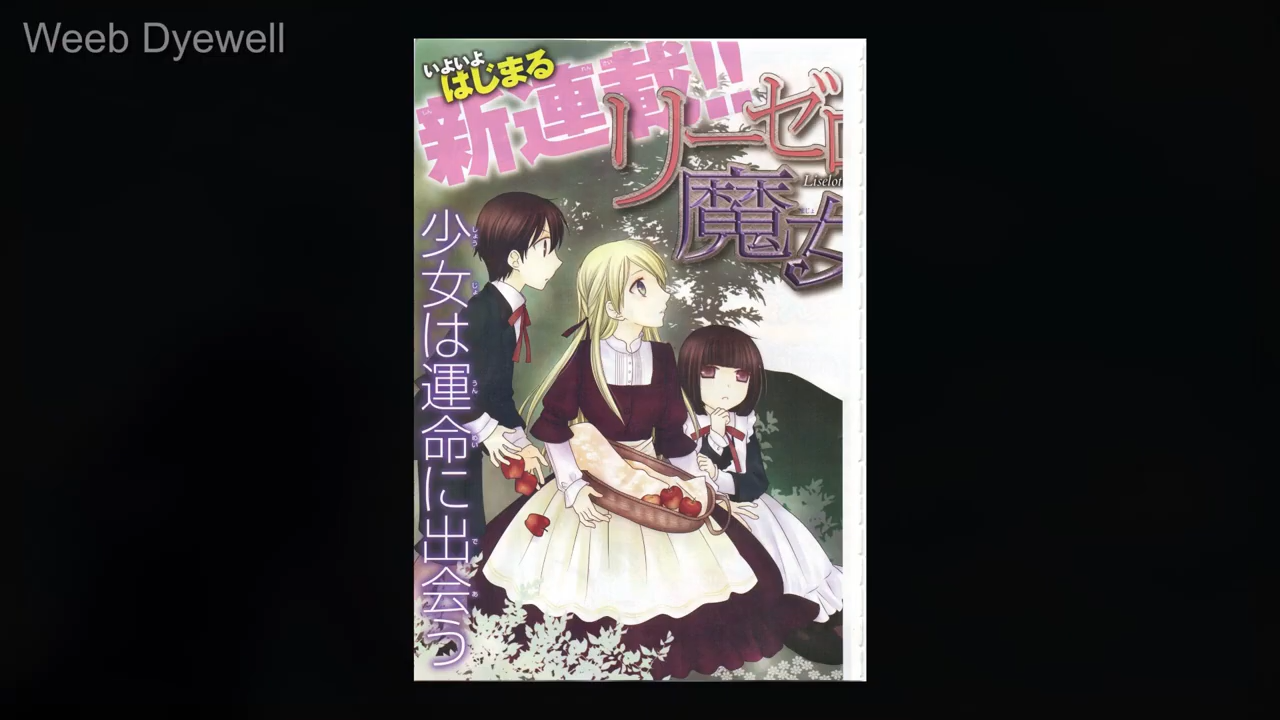 Weeb Dyewell
いよいよ
はじまる
新連載!!
リーゼロ
Liselot
魔女
少女は運命に出会う